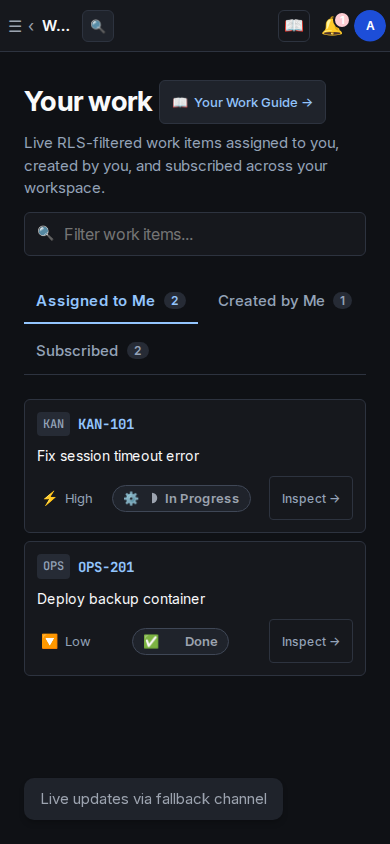 ☰ ‹ W... 🔍 📖 🔔 1 A
Your work 📖 Your Work Guide →
Live RLS-filtered work items assigned to you,
created by you, and subscribed across your
workspace.
🔍 Filter work items...
Assigned to Me 2 Created by Me 1
Subscribed 2
KAN KAN-101
Fix session timeout error
⚡ High ⚙️ In Progress Inspect →
OPS OPS-201
Deploy backup container
🔽 Low ✅ Done Inspect →
Live updates via fallback channel